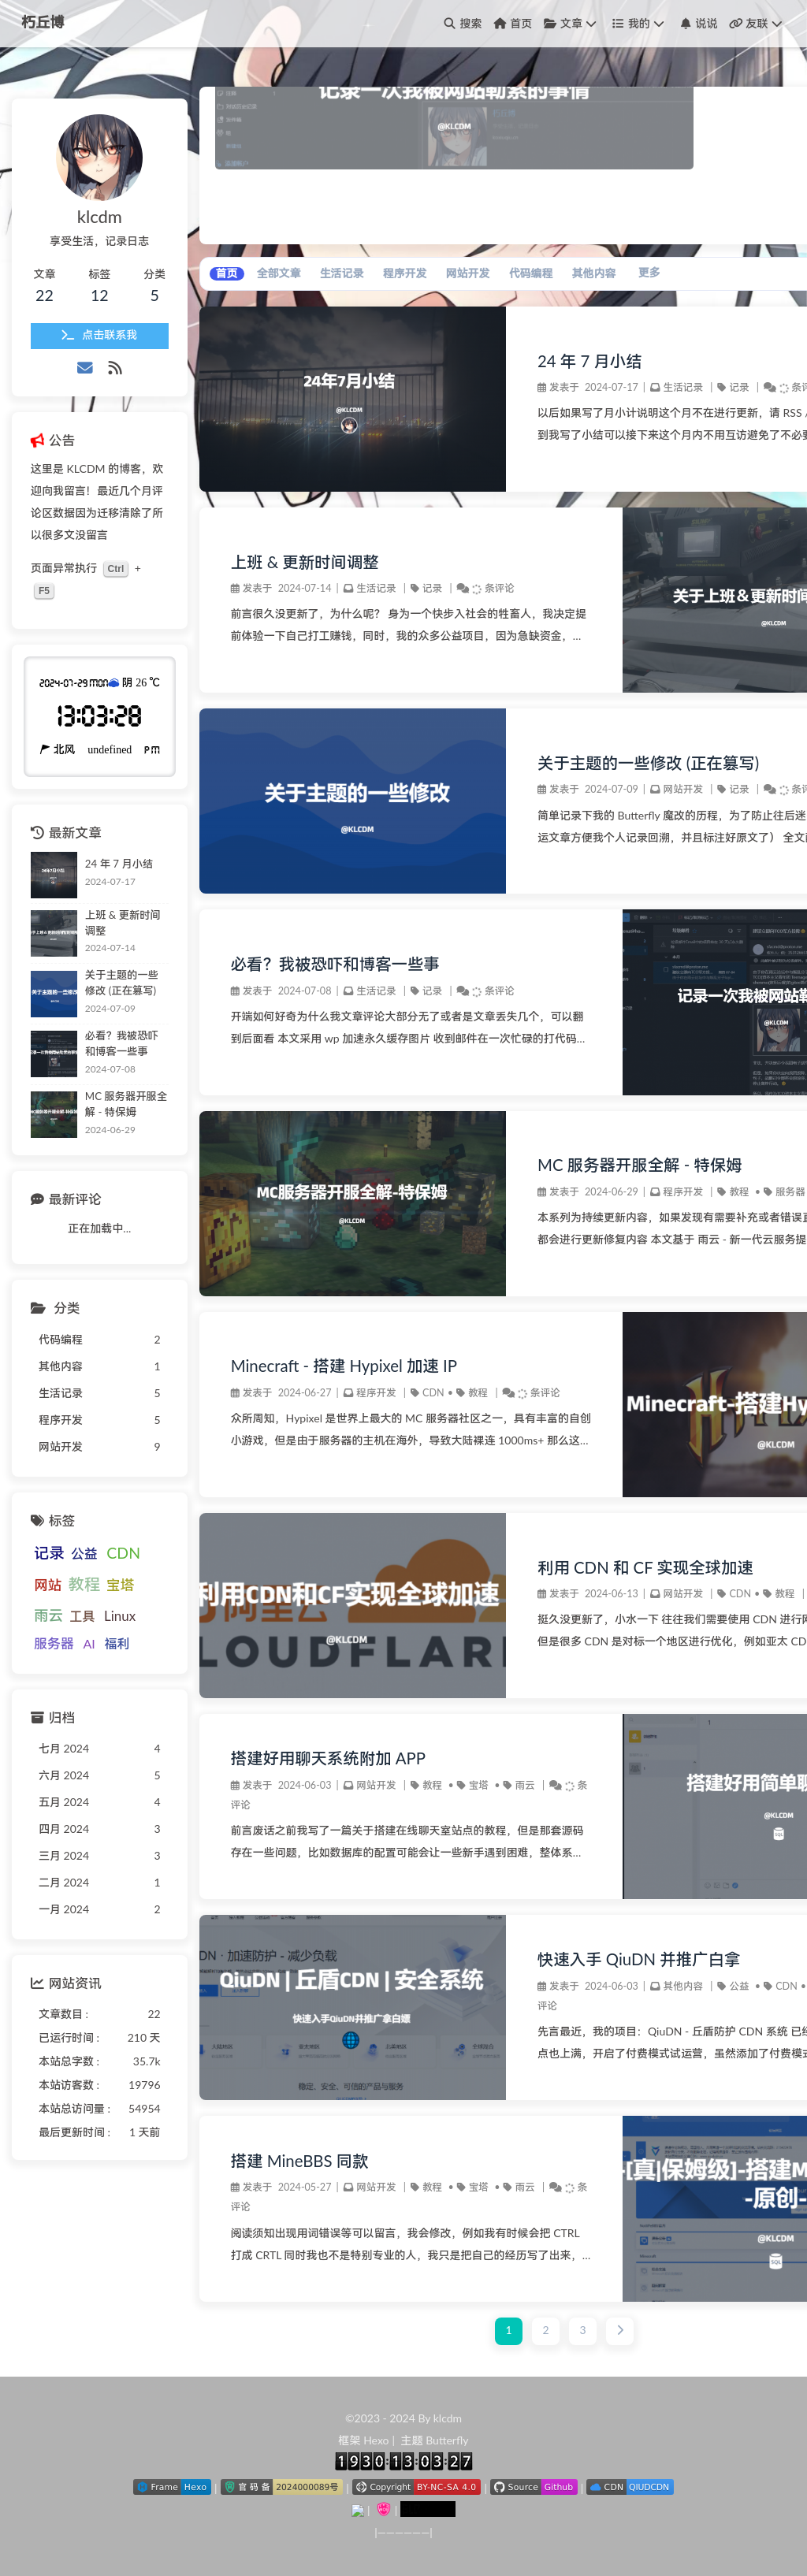 朽丘博
搜索 首页 文章 我的 说说 友联
记录一次我被网站勒索的事情
@KLCDM
klcdm
享受生活，记录日志
文章 标签 分类
22 12 5
点击联系我
公告
这里是 KLCDM 的博客，欢
迎向我留言！最近几个月评
论区数据因为迁移清除了所
以很多文没留言
页面异常执行 Ctrl +
F5
2024-07-29 MON 阴 26 ℃
13:03:28
北风 undefined PM
最新文章
24 年 7 月小结
2024-07-17
上班 & 更新时间
调整
2024-07-14
关于主题的一些
修改 (正在篡写)
2024-07-09
必看？我被恐吓
和博客一些事
2024-07-08
MC 服务器开服全
解 - 特保姆
2024-06-29
最新评论
正在加载中...
分类
代码编程 2
其他内容 1
生活记录 5
程序开发 5
网站开发 9
标签
记录 公益 CDN
网站 教程 宝塔
雨云 工具 Linux
服务器 AI 福利
归档
七月 2024 4
六月 2024 5
五月 2024 4
四月 2024 3
三月 2024 3
二月 2024 1
一月 2024 2
网站资讯
文章数目 : 22
已运行时间 : 210 天
本站总字数 : 35.7k
本站访客数 : 19796
本站总访问量 : 54954
最后更新时间 : 1 天前
首页 全部文章 生活记录 程序开发 网站开发 代码编程 其他内容 更多
24年7月小结
@KLCDM
24 年 7 月小结
发表于 2024-07-17 | 生活记录 | 记录 | 条评
以后如果写了月小计说明这个月不在进行更新，请 RSS
到我写了小结可以接下来这个月内不用互访避免了不必要
上班 & 更新时间调整
发表于 2024-07-14 | 生活记录 | 记录 | 条评论
前言很久没更新了，为什么呢？ 身为一个快步入社会的牲畜人，我决定提
前体验一下自己打工赚钱，同时，我的众多公益项目，因为急缺资金，...
关于上班&更新时间
@KLCDM
关于主题的一些修改
@KLCDM
关于主题的一些修改 (正在篡写)
发表于 2024-07-09 | 网站开发 | 记录 | 条评
简单记录下我的 Butterfly 魔改的历程，为了防止往后迷
运文章方便我个人记录回溯，并且标注好原文了） 全文
必看？我被恐吓和博客一些事
发表于 2024-07-08 | 生活记录 | 记录 | 条评论
开端如何好奇为什么我文章评论大部分无了或者是文章丢失几个，可以翻
到后面看 本文采用 wp 加速永久缓存图片 收到邮件在一次忙碌的打代码...
记录一次我被网站勒
@KLCDM
MC服务器开服全解-特保姆
@KLCDM
MC 服务器开服全解 - 特保姆
发表于 2024-06-29 | 程序开发 | 教程 • 服务器
本系列为持续更新内容，如果发现有需要补充或者错误直
都会进行更新修复内容 本文基于 雨云 - 新一代云服务提
Minecraft - 搭建 Hypixel 加速 IP
发表于 2024-06-27 | 程序开发 | CDN • 教程 | 条评论
众所周知，Hypixel 是世界上最大的 MC 服务器社区之一，具有丰富的自创
小游戏，但是由于服务器的主机在海外，导致大陆裸连 1000ms+ 那么这...
Minecraft-搭建Hy
@KLCDM
利用CDN和CF实现全球加速
阿里云
CLOUDFLARE
@KLCDM
利用 CDN 和 CF 实现全球加速
发表于 2024-06-13 | 网站开发 | CDN • 教程 |
挺久没更新了，小水一下 往往我们需要使用 CDN 进行网
但是很多 CDN 是对标一个地区进行优化，例如亚太 CD
搭建好用聊天系统附加 APP
发表于 2024-06-03 | 网站开发 | 教程 • 宝塔 • 雨云 | 条
评论
前言废话之前我写了一篇关于搭建在线聊天室站点的教程，但是那套源码
存在一些问题，比如数据库的配置可能会让一些新手遇到困难，整体系...
搭建好用简单聊
@KLCDM
DN · 加速防护 - 减少负载
QiuDN | 丘盾CDN | 安全系统
快速入手QiuDN并推广拿白嫖
稳定、安全、可信的产品与服务
快速入手 QiuDN 并推广白拿
发表于 2024-06-03 | 其他内容 | 公益 • CDN •
评论
先言最近，我的项目：QiuDN - 丘盾防护 CDN 系统 已经
点也上满，开启了付费模式试运营，虽然添加了付费模式
搭建 MineBBS 同款
发表于 2024-05-27 | 网站开发 | 教程 • 宝塔 • 雨云 | 条
评论
阅读须知出现用词错误等可以留言，我会修改，例如我有时候会把 CTRL
打成 CRTL 同时我也不是特别专业的人，我只是把自己的经历写了出来，...
-[真|保姆级]-搭建M
-原创-
@KLCDM
1 2 3
©2023 - 2024 By klcdm
框架 Hexo | 主题 Butterfly
1930:13:03:27
Frame Hexo | 官 码 备 2024000089号 | Copyright BY-NC-SA 4.0 | Source Github | CDN QIUDCDN
|——————|